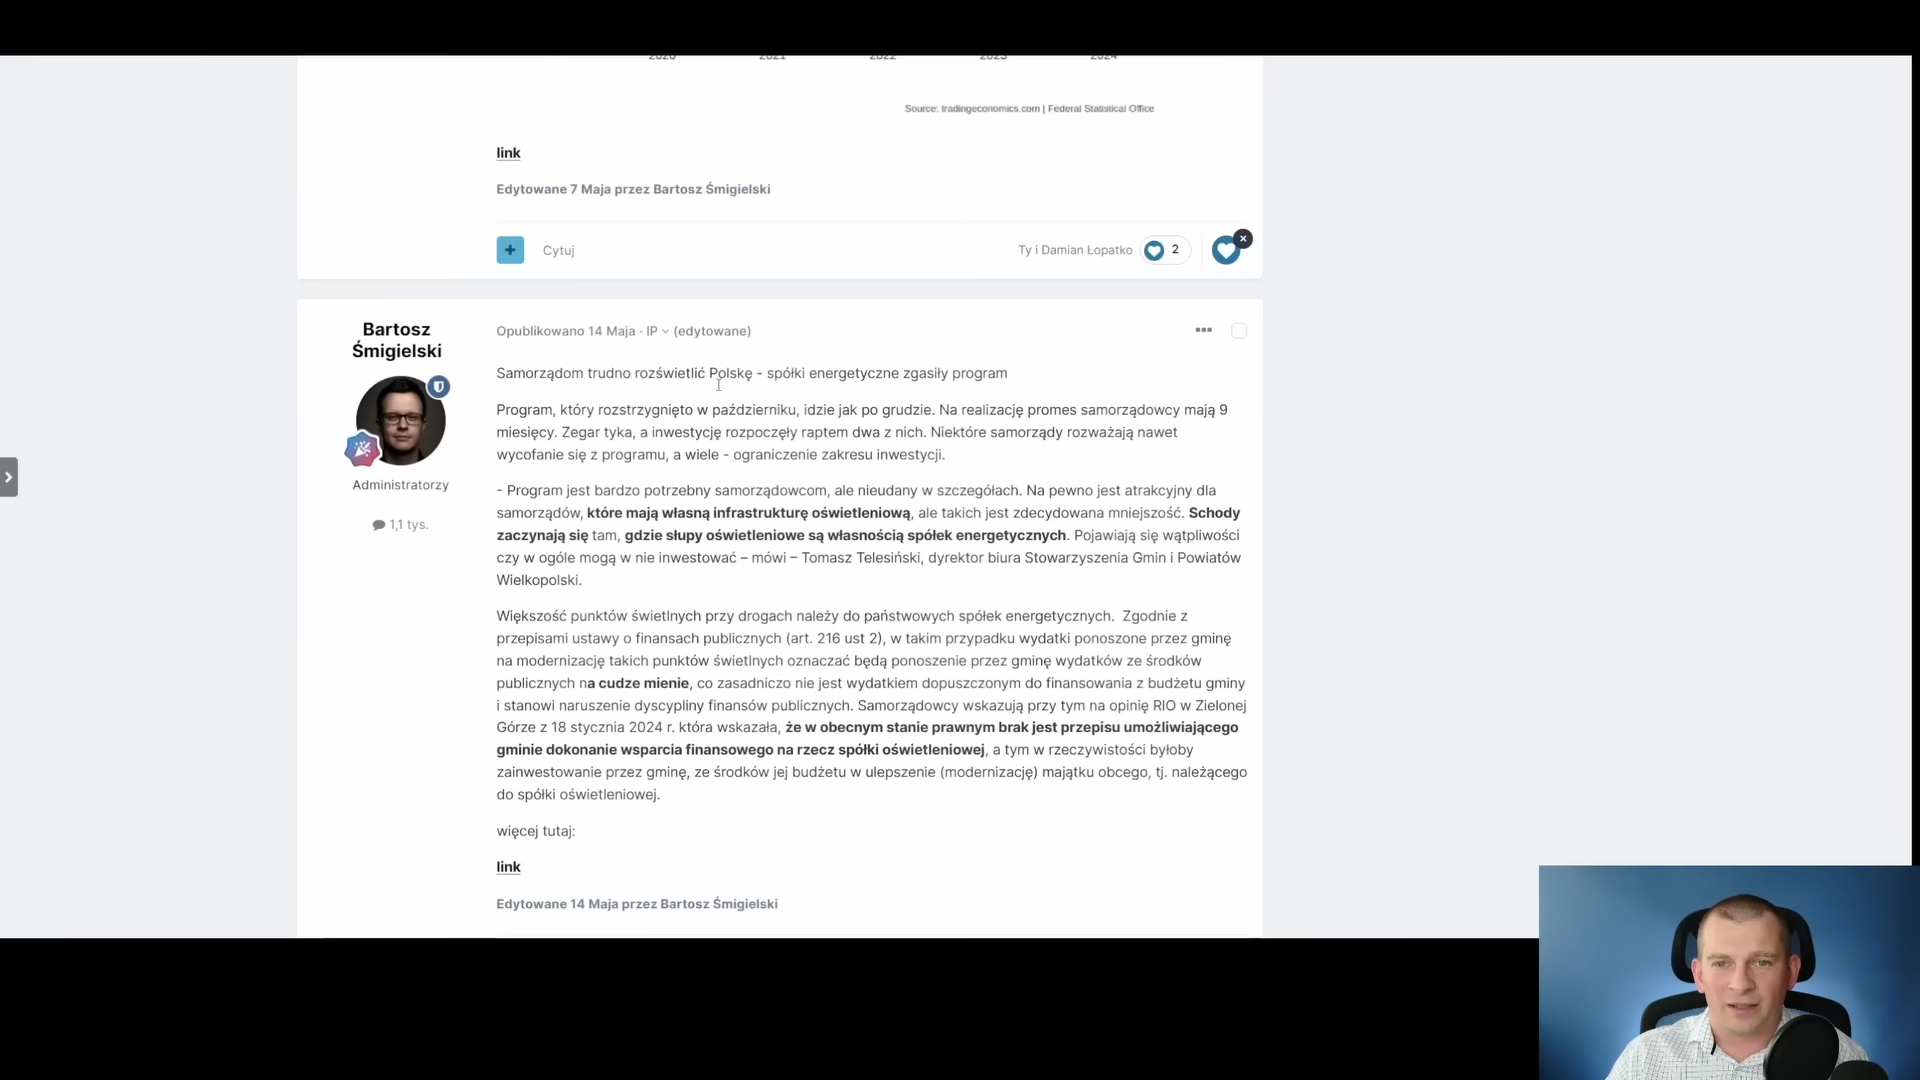 2020 2021 2022 2023 2024
Source: tradingeconomics.com | Federal Statistical Office
link
Edytowane 7 Maja przez Bartosz Śmigielski
+ Cytuj
Ty i Damian Łopatko 2
Bartosz
Śmigielski
Administratorzy
1,1 tys.
Opublikowano 14 Maja · IP (edytowane)
Samorządom trudno rozświetlić Polskę - spółki energetyczne zgasiły program
Program, który rozstrzygnięto w październiku, idzie jak po grudzie. Na realizację promes samorządowcy mają 9
miesięcy. Zegar tyka, a inwestycję rozpoczęły raptem dwa z nich. Niektóre samorządy rozważają nawet
wycofanie się z programu, a wiele - ograniczenie zakresu inwestycji.
- Program jest bardzo potrzebny samorządowcom, ale nieudany w szczegółach. Na pewno jest atrakcyjny dla
samorządów, które mają własną infrastrukturę oświetleniową, ale takich jest zdecydowana mniejszość. Schody
zaczynają się tam, gdzie słupy oświetleniowe są własnością spółek energetycznych. Pojawiają się wątpliwości
czy w ogóle mogą w nie inwestować – mówi – Tomasz Telesiński, dyrektor biura Stowarzyszenia Gmin i Powiatów
Wielkopolski.
Większość punktów świetlnych przy drogach należy do państwowych spółek energetycznych. Zgodnie z
przepisami ustawy o finansach publicznych (art. 216 ust 2), w takim przypadku wydatki ponoszone przez gminę
na modernizację takich punktów świetlnych oznaczać będą ponoszenie przez gminę wydatków ze środków
publicznych na cudze mienie, co zasadniczo nie jest wydatkiem dopuszczonym do finansowania z budżetu gminy
i stanowi naruszenie dyscypliny finansów publicznych. Samorządowcy wskazują przy tym na opinię RIO w Zielonej
Górze z 18 stycznia 2024 r. która wskazała, że w obecnym stanie prawnym brak jest przepisu umożliwiającego
gminie dokonanie wsparcia finansowego na rzecz spółki oświetleniowej, a tym w rzeczywistości byłoby
zainwestowanie przez gminę, ze środków jej budżetu w ulepszenie (modernizację) majątku obcego, tj. należącego
do spółki oświetleniowej.
więcej tutaj:
link
Edytowane 14 Maja przez Bartosz Śmigielski